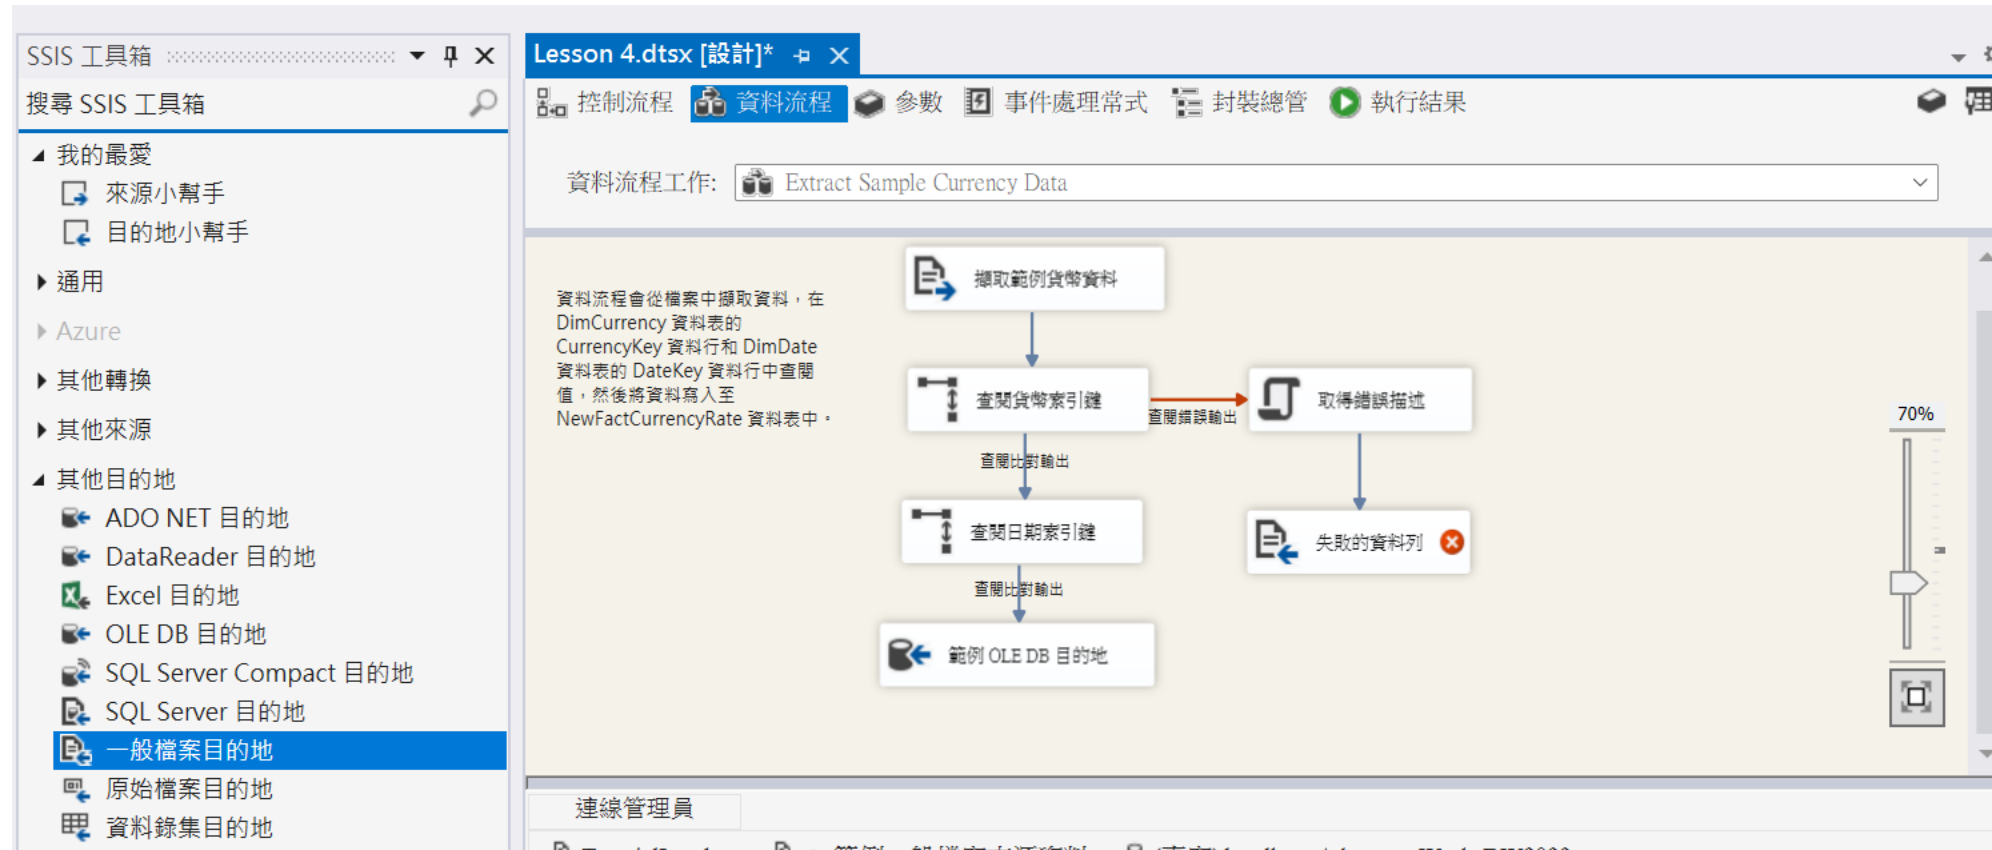 SSIS 工具箱
搜尋 SSIS 工具箱
我的最愛
來源小幫手
目的地小幫手
通用
Azure
其他轉換
其他來源
其他目的地
ADO NET 目的地
DataReader 目的地
Excel 目的地
OLE DB 目的地
SQL Server Compact 目的地
SQL Server 目的地
一般檔案目的地
原始檔案目的地
資料錄集目的地
Lesson 4.dtsx [設計]*
控制流程 資料流程 參數 事件處理常式 封裝總管 執行結果
資料流程工作: Extract Sample Currency Data
資料流程會從檔案中擷取資料，在
DimCurrency 資料表的
CurrencyKey 資料行和 DimDate
資料表的 DateKey 資料行中查閱
值，然後將資料寫入至
NewFactCurrencyRate 資料表中。
擷取範例貨幣資料
查閱貨幣索引鍵
查閱錯誤輸出
取得錯誤描述
查閱比對輸出
查閱日期索引鍵
失敗的資料列
查閱比對輸出
範例 OLE DB 目的地
70%
連線管理員